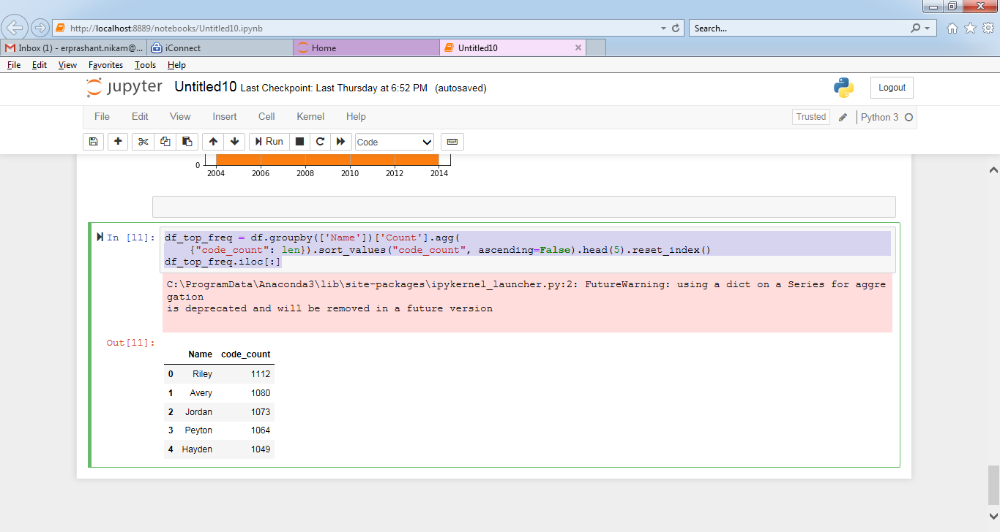 http://localhost:8889/notebooks/Untitled10.ipynb
Search...
Inbox (1) - erprashant.nikam@...
iConnect
Home
Untitled10
File Edit View Favorites Tools Help
jupyter Untitled10 Last Checkpoint: Last Thursday at 6:52 PM (autosaved)
Logout
File Edit View Insert Cell Kernel Help
Trusted
Python 3
Run
Code
0
2004 2006 2008 2010 2012 2014
In [11]:
df_top_freq = df.groupby(['Name'])['Count'].agg(
{"code_count": len}).sort_values("code_count", ascending=False).head(5).reset_index()
df_top_freq.iloc[:]
C:\ProgramData\Anaconda3\lib\site-packages\ipykernel_launcher.py:2: FutureWarning: using a dict on a Series for aggre
gation
is deprecated and will be removed in a future version
Out[11]:
Name code_count
0 Riley 1112
1 Avery 1080
2 Jordan 1073
3 Peyton 1064
4 Hayden 1049